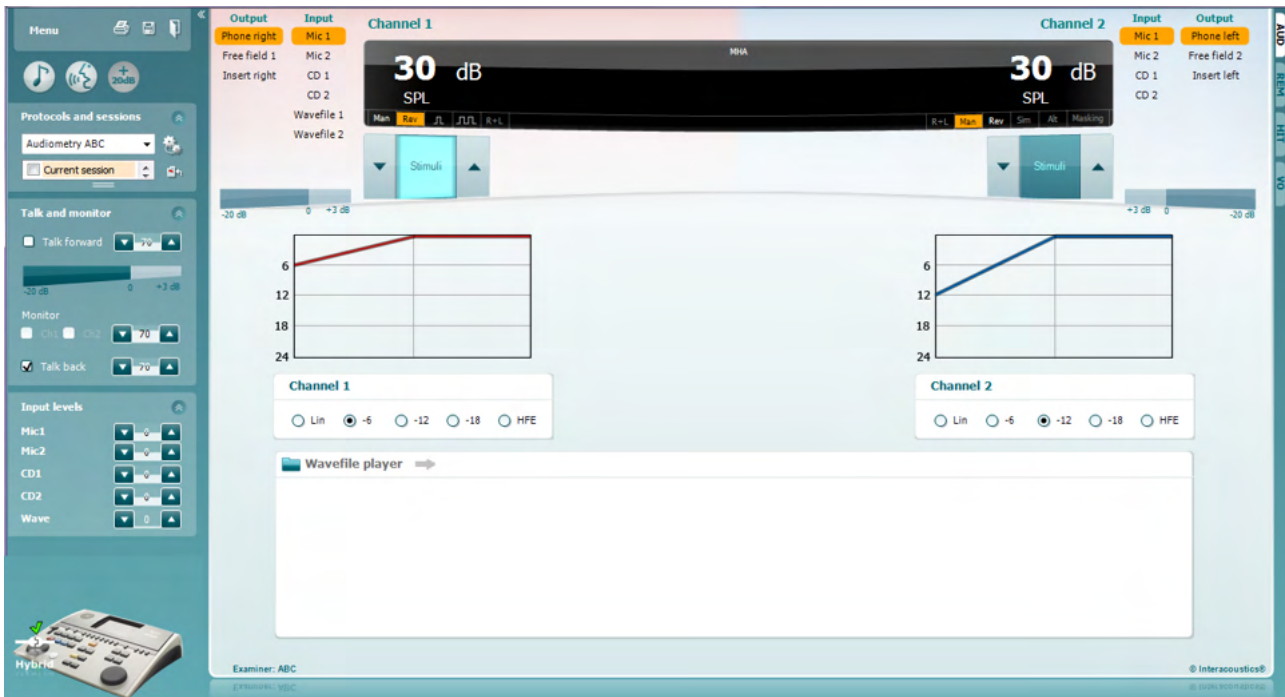 Menu
20dB
Protocols and sessions
Audiometry ABC
Current session
Talk and monitor
Talk forward 70
-20 dB 0 +3 dB
Monitor
Ch1 Ch2 70
Talk back 70
Input levels
Mic1 0
Mic2 0
CD1 0
CD2 0
Wave 0
Hybrid
Output Input Channel 1 Channel 2 Input Output
Phone right Mic 1 Mic 1 Phone left
Free field 1 Mic 2 MHA Mic 2 Free field 2
Insert right CD 1 30 dB 30 dB CD 1 Insert left
CD 2 SPL SPL CD 2
Wavefile 1 Man Rev R+L R+L Man Rev Sim Alt Masking
Wavefile 2
Stimuli Stimuli
-20 dB 0 +3 dB +3 dB 0 -20 dB
6 6
12 12
18 18
24 24
Channel 1 Channel 2
Lin -6 -12 -18 HFE Lin -6 -12 -18 HFE
Wavefile player
Examiner: ABC © Interacoustics®
AUD
REM
HIT
VO